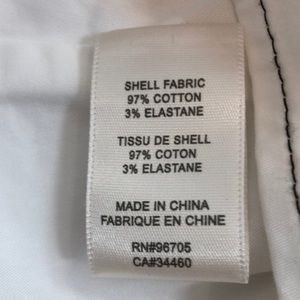 SHELL FABRIC
97% COTTON
3% ELASTANE
TISSU DE SHELL
97% COTON
3% ELASTANE
MADE IN CHINA
FABRIQUE EN CHINE
RN#96705
CA#34460